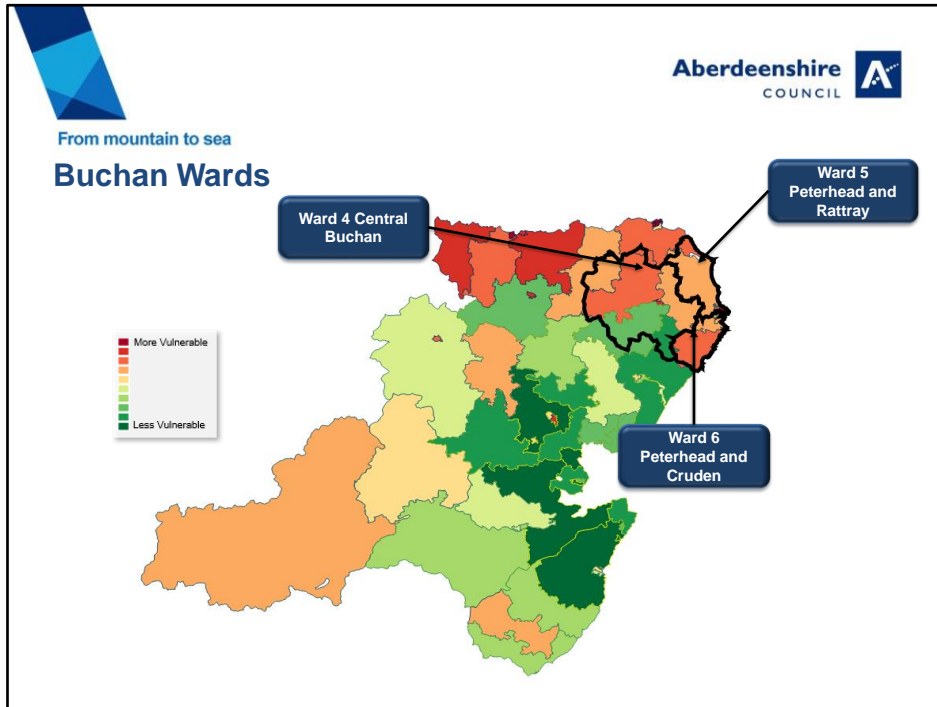 Aberdeenshire
COUNCIL
From mountain to sea
Buchan Wards
Ward 5
Peterhead and
Rattray
Ward 4 Central
Buchan
More Vulnerable
Less Vulnerable
Ward 6
Peterhead and
Cruden